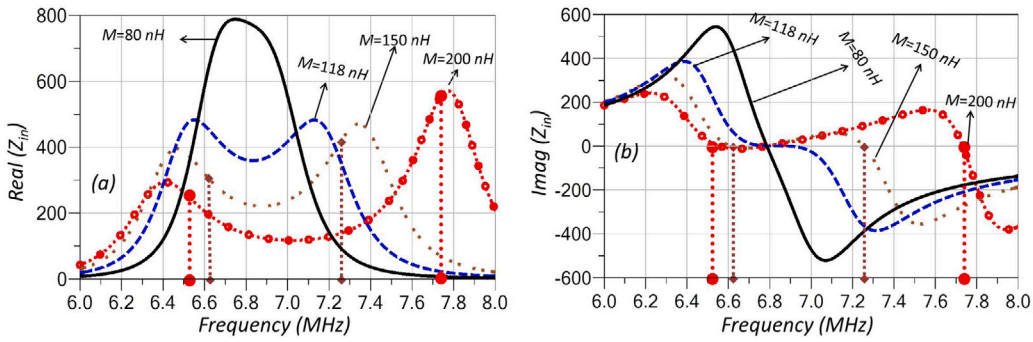 800
600
400
200
0
Real (Z_in)
M=80 nH
M=118 nH
M=150 nH
M=200 nH
(a)
6.0 6.2 6.4 6.6 6.8 7.0 7.2 7.4 7.6 7.8 8.0
Frequency (MHz)
600
400
200
0
-200
-400
-600
Imag (Z_in)
M=118 nH
M=80 nH
M=150 nH
M=200 nH
(b)
6.0 6.2 6.4 6.6 6.8 7.0 7.2 7.4 7.6 7.8 8.0
Frequency (MHz)